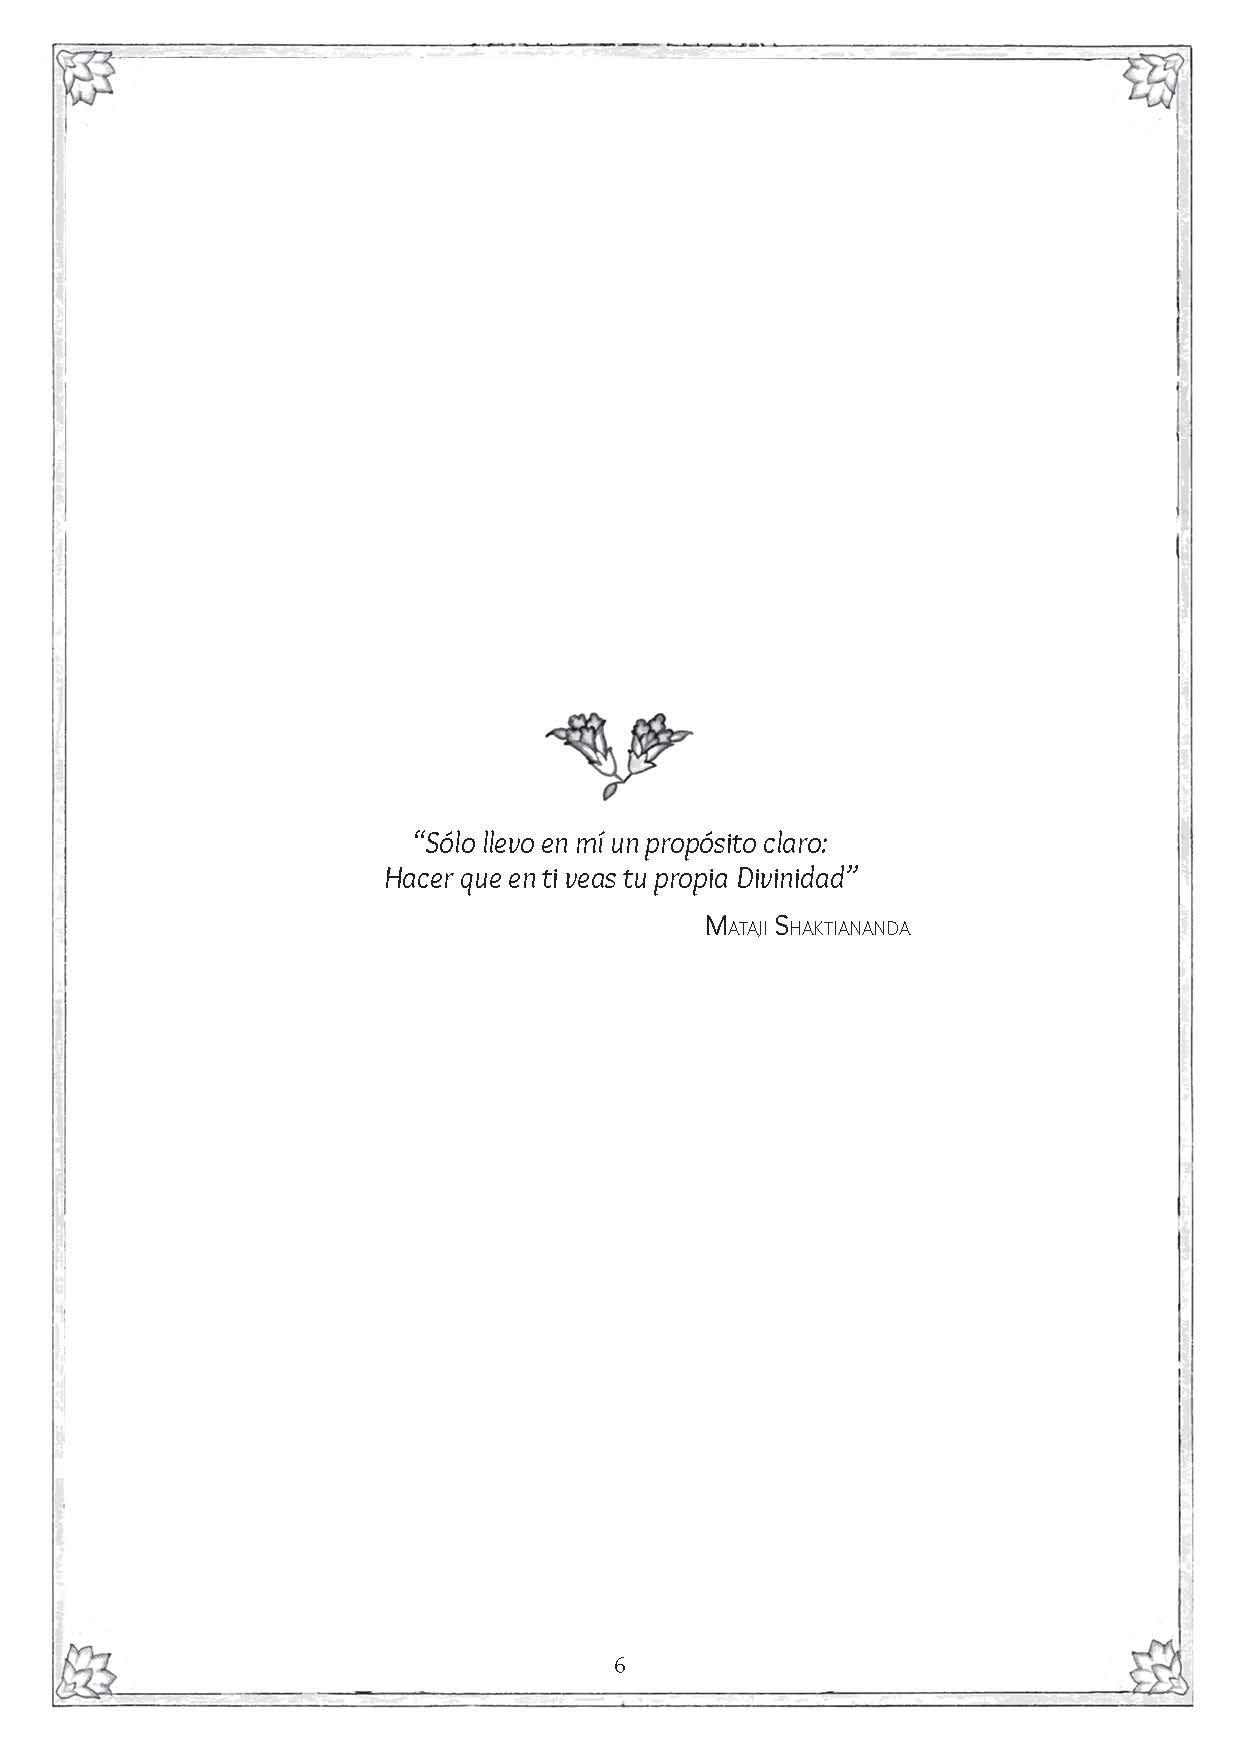 “Sólo llevo en mí un propósito claro:
Hacer que en ti veas tu propia Divinidad”
Mataji Shaktiananda
6